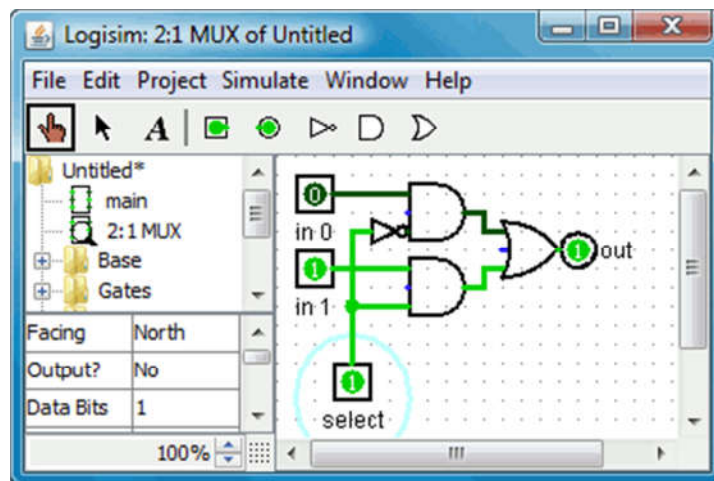 Logisim: 2:1 MUX of Untitled
File Edit Project Simulate Window Help
A
Untitled*
main
2:1 MUX
Base
Gates
Facing North
Output? No
Data Bits 1
100%
0
in 0
1
in 1
1
select
1 out